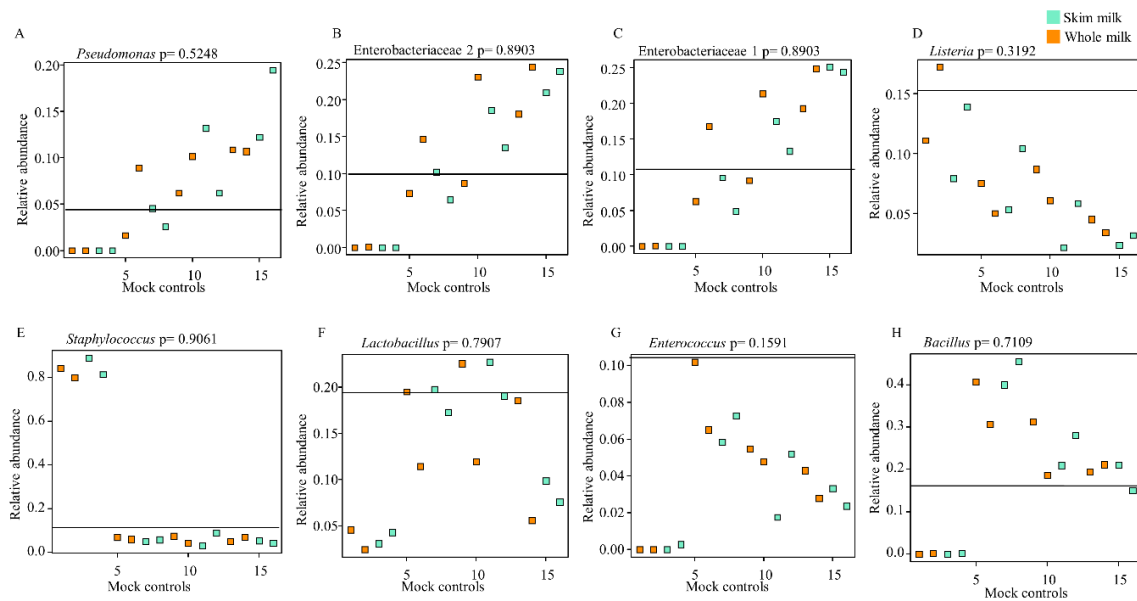 Skim milk
Whole milk
A
Pseudomonas p= 0.5248
Relative abundance
0.20
0.15
0.10
0.05
0.00
5 10 15
Mock controls
B
Enterobacteriaceae 2 p= 0.8903
Relative abundance
0.25
0.20
0.15
0.10
0.05
0.00
5 10 15
Mock controls
C
Enterobacteriaceae 1 p= 0.8903
Relative abundance
0.25
0.20
0.15
0.10
0.05
0.00
5 10 15
Mock controls
D
Listeria p= 0.3192
Relative abundance
0.15
0.10
0.05
5 10 15
Mock controls
E
Staphylococcus p= 0.9061
Relative abundance
0.8
0.6
0.4
0.2
0.0
5 10 15
Mock controls
F
Lactobacillus p= 0.7907
Relative abundance
0.20
0.15
0.10
0.05
5 10 15
Mock controls
G
Enterococcus p= 0.1591
Relative abundance
0.10
0.08
0.06
0.04
0.02
0.00
5 10 15
Mock controls
H
Bacillus p= 0.7109
Relative abundance
0.4
0.3
0.2
0.1
0.0
5 10 15
Mock controls